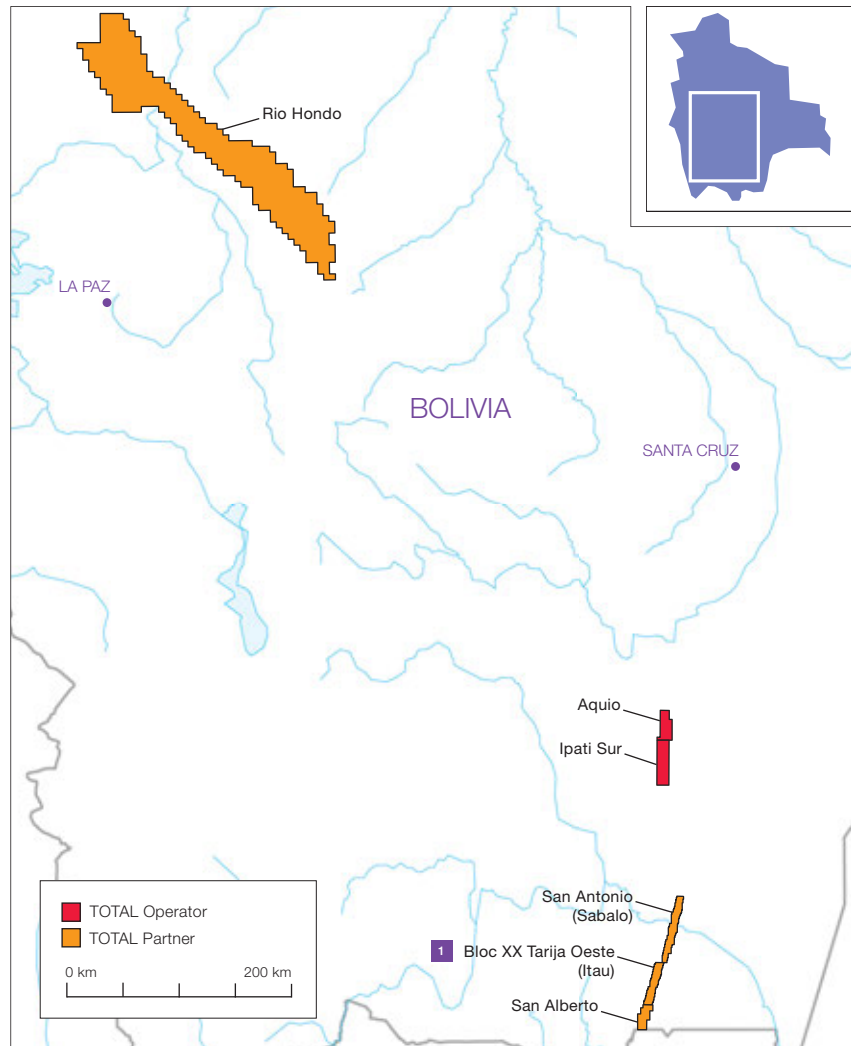 Rio Hondo
LA PAZ
BOLIVIA
SANTA CRUZ
Aquio
Ipati Sur
San Antonio
(Sabalo)
1 Bloc XX Tarija Oeste
(Itau)
San Alberto
TOTAL Operator
TOTAL Partner
0 km 200 km